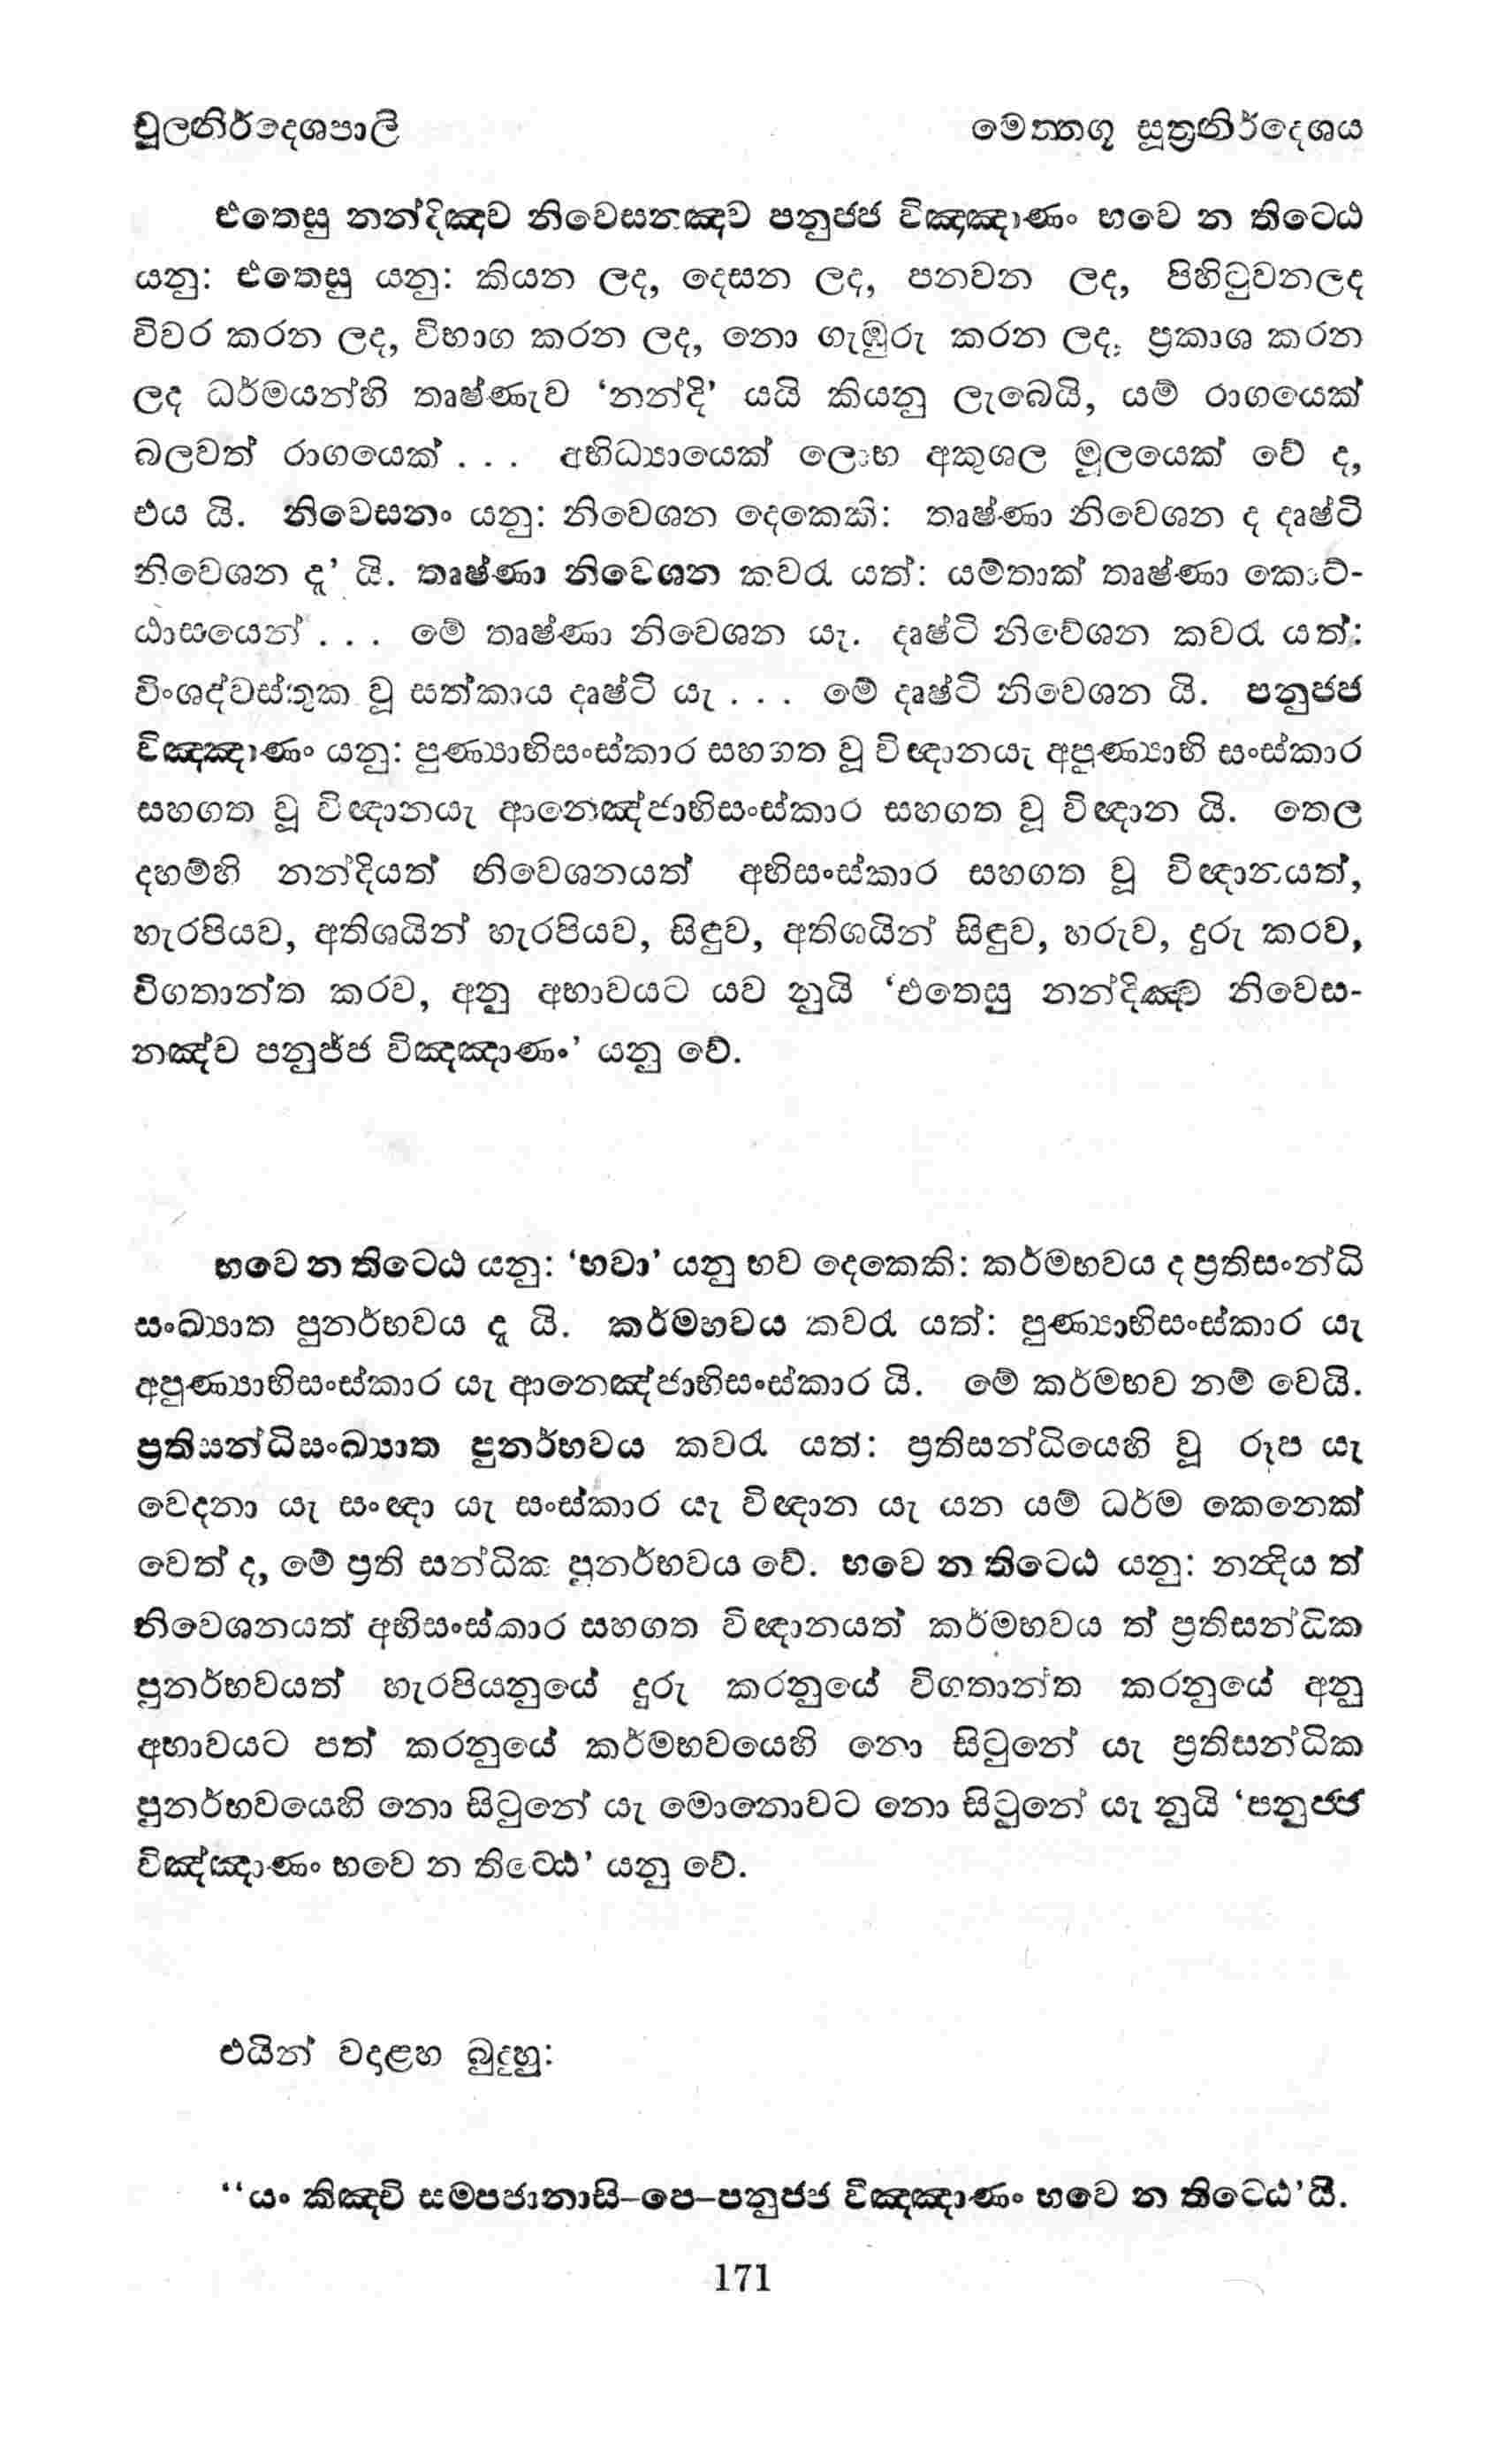 චූලනිර්දෙශපාලි මෙත්තගූ සූත්‍රනිර්දෙශය
එතෙසු නන්දිඤ්ච නිවෙසනඤ්ච පනුජ්ජ විඤ්ඤාණං භවෙ න තිට්ඨෙ
යනු: එතෙසු යනු: කියන ලද, දෙසන ලද, පනවන ලද, පිහිටුවනලද
විවර කරන ලද, විභාග කරන ලද, නො ගැඹුරු කරන ලද, ප්‍රකාශ කරන
ලද ධර්මයන්හි තෘෂ්ණැව ‘නන්දි’ යයි කියනු ලැබෙයි, යම් රාගයෙක්
බලවත් රාගයෙක් . . . අභිධ්‍යායෙක් ලොභ අකුශල මූලයෙක් වේ ද,
එය යි. නිවෙසනං යනු: නිවෙශන දෙකෙකි: තෘෂ්ණා නිවෙශන ද දෘෂ්ටි
නිවෙශන දැ’ යි. තෘෂ්ණා නිවෙශන කවරැ යත්: යම්තාක් තෘෂ්ණා කොට්-
ඨාසයෙන් . . . මේ තෘෂ්ණා නිවෙශන යැ. දෘෂ්ටි නිවේශන කවරැ යත්:
විංශද්වස්තුක වූ සත්කාය දෘෂ්ටි යැ . . . මේ දෘෂ්ටි නිවෙශන යි. පනුජ්ජ
විඤ්ඤාණං යනු: පුණ්‍යාභිසංස්කාර සහගත වූ විඥානයැ අපුණ්‍යාභි සංස්කාර
සහගත වූ විඥානයැ ආනෙඤ්ජාභිසංස්කාර සහගත වූ විඥාන යි. තෙල
දහම්හි නන්දියත් නිවෙශනයත් අභිසංස්කාර සහගත වූ විඥානයත්,
හැරපියව, අතිශයින් හැරපියව, සිඳුව, අතිශයින් සිඳුව, හරුව, දුරු කරව,
විගතාන්ත කරව, අනු අභාවයට යව නුයි ‘එතෙසු නන්දිඤ්ච නිවෙස-
නඤ්ච පනුජ්ජ විඤ්ඤාණං’ යනු වේ.
භවෙ න තිට්ඨෙ යනු: ‘භවා’ යනු භව දෙකෙකි: කර්මභවය ද ප්‍රතිසංන්ධි
සංඛ්‍යාත පුනර්භවය දැ යි. කර්මභවය කවරැ යත්: පුණ්‍යාභිසංස්කාර යැ
අපුණ්‍යාභිසංස්කාර යැ ආනෙඤ්ජාභිසංස්කාර යි. මේ කර්මභව නම් වෙයි.
ප්‍රතිසන්ධිසංඛ්‍යාත පුනර්භවය කවරැ යත්: ප්‍රතිසන්ධියෙහි වූ රූප යැ
වෙදනා යැ සංඥා යැ සංස්කාර යැ විඥාන යැ යන යම් ධර්ම කෙනෙක්
වෙත් ද, මේ ප්‍රති සන්ධික පුනර්භවය වේ. භවෙ න තිට්ඨෙ යනු: නන්‍දිය ත්
නිවෙශනයත් අභිසංස්කාර සහගත විඥානයත් කර්මභවය ත් ප්‍රතිසන්ධික
පුනර්භවයත් හැරපියනුයේ දුරු කරනුයේ විගතාන්ත කරනුයේ අනු
අභාවයට පත් කරනුයේ කර්මභවයෙහි නො සිටුනේ යැ ප්‍රතිසන්ධික
පුනර්භවයෙහි නො සිටුනේ යැ මොනොවට නො සිටුනේ යැ නුයි ‘පනුජ්ජ
විඤ්ඤාණං භවෙ න තිට්ඨෙ’ යනු වේ.
එයින් වදාළහ බුදුහු:
“යං කිඤ්චි සම්පජානාසි–පෙ–පනුජ්ජ විඤ්ඤාණං භවෙ න තිට්ඨෙ’යි.
171